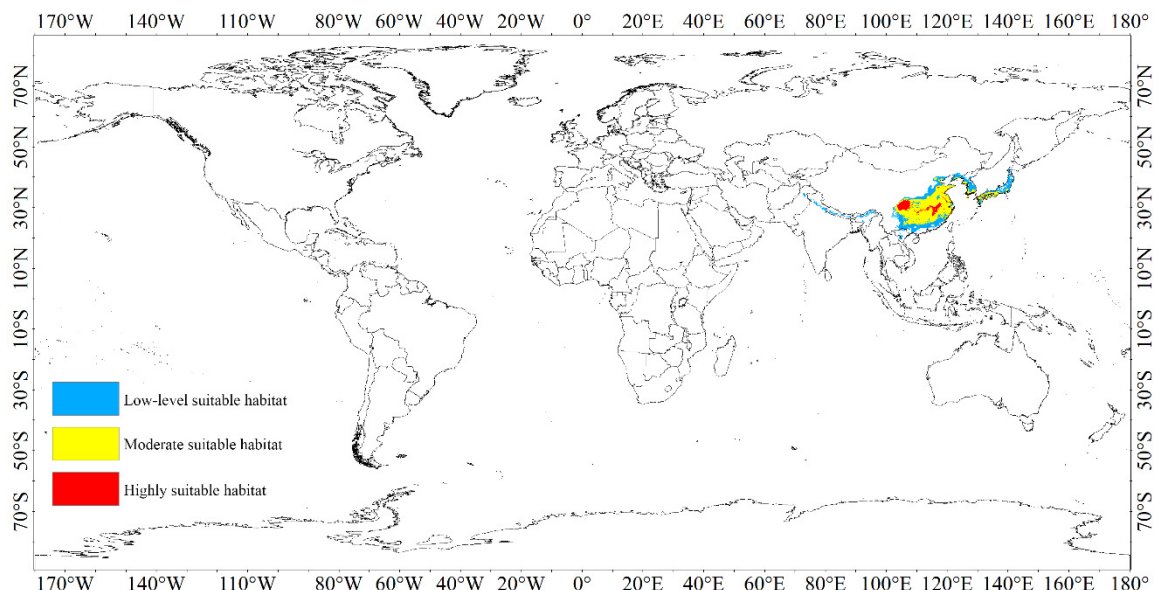 170°W 140°W 110°W 80°W 60°W 40°W 20°W 0° 20°E 40°E 60°E 80°E 100°E 120°E 140°E 160°E 180°
70°N 70°N
50°N 50°N
30°N 30°N
10°N 10°N
10°S 10°S
30°S 30°S
Low-level suitable habitat
Moderate suitable habitat
50°S 50°S
Highly suitable habitat
70°S 70°S
170°W 140°W 110°W 80°W 60°W 40°W 20°W 0° 20°E 40°E 60°E 80°E 100°E 120°E 140°E 160°E 180°